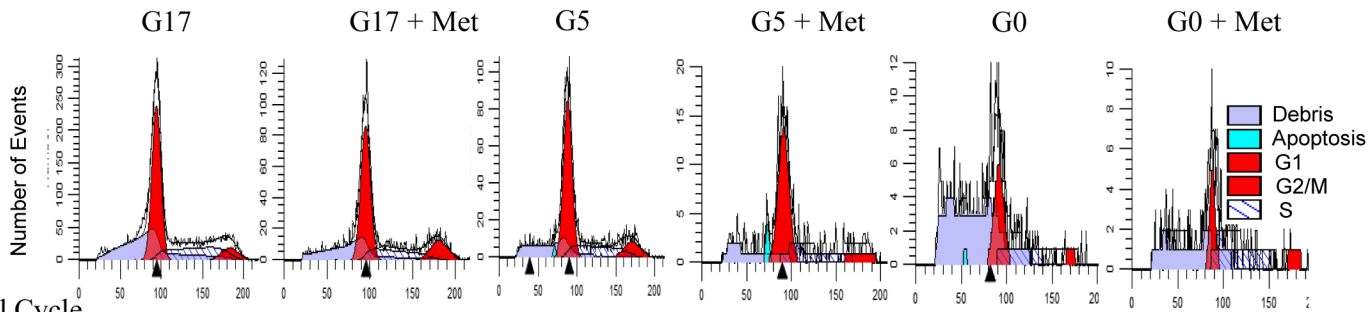 G17 G17 + Met G5 G5 + Met G0 G0 + Met
Number of Events
300 250 200 150 100 50 0
120 100 80 60 40 20 0
100 80 60 40 20 0
20 15 10 5 0
12 10 8 6 4 2 0
10 8 6 4 2 0
Debris
Apoptosis
G1
G2/M
S
0 50 100 150 200
0 50 100 150 200
0 50 100 150 200
0 50 100 150 200
0 50 100 150 20
0 50 100 150
l Cycle